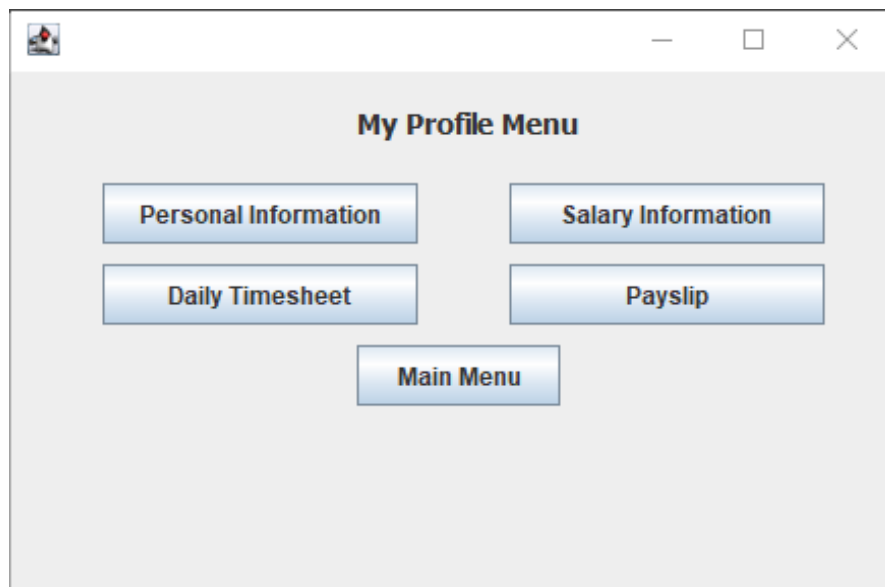 My Profile Menu
Personal Information
Salary Information
Daily Timesheet
Payslip
Main Menu